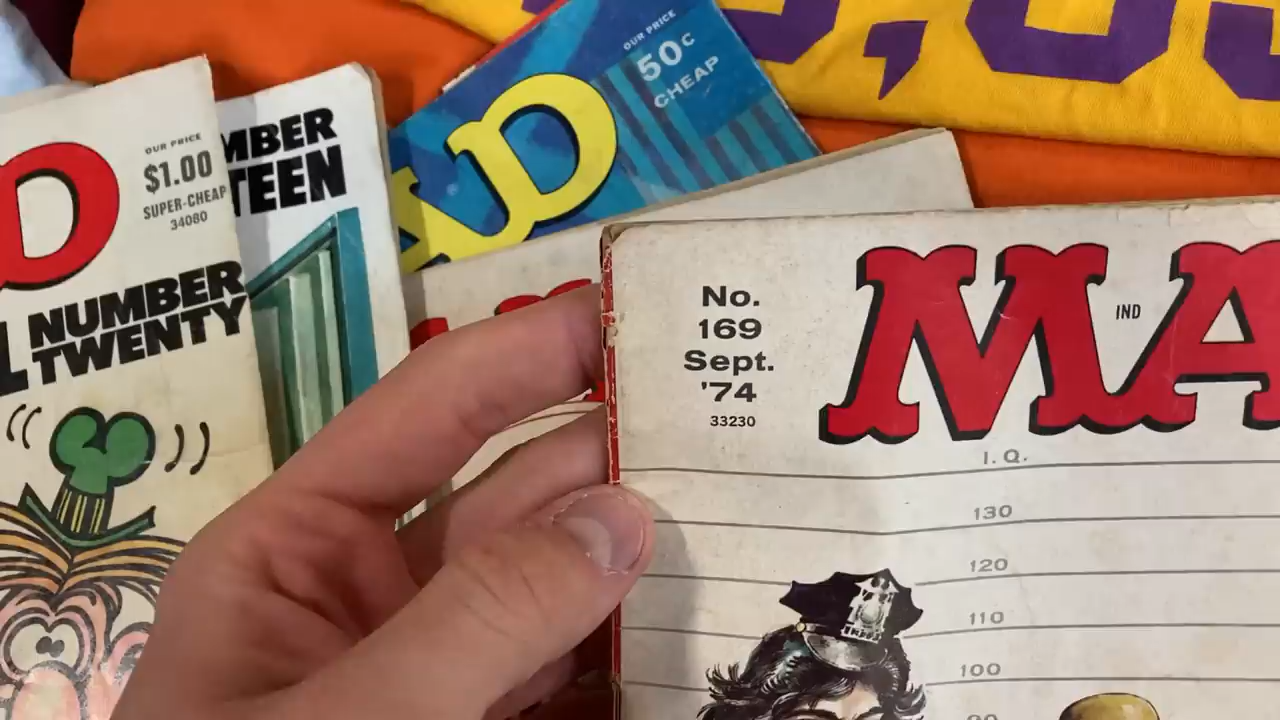 OUR PRICE
50¢
CHEAP
AD
D
OUR PRICE
$1.00
SUPER-CHEAP
34080
L NUMBER
TWENTY
MBER
TEEN
No.
169
Sept.
'74
33230
MA
IND
I. Q.
130
120
110
100
90